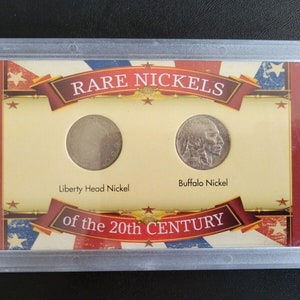 RARE NICKELS
Liberty Head Nickel
Buffalo Nickel
of the 20th CENTURY